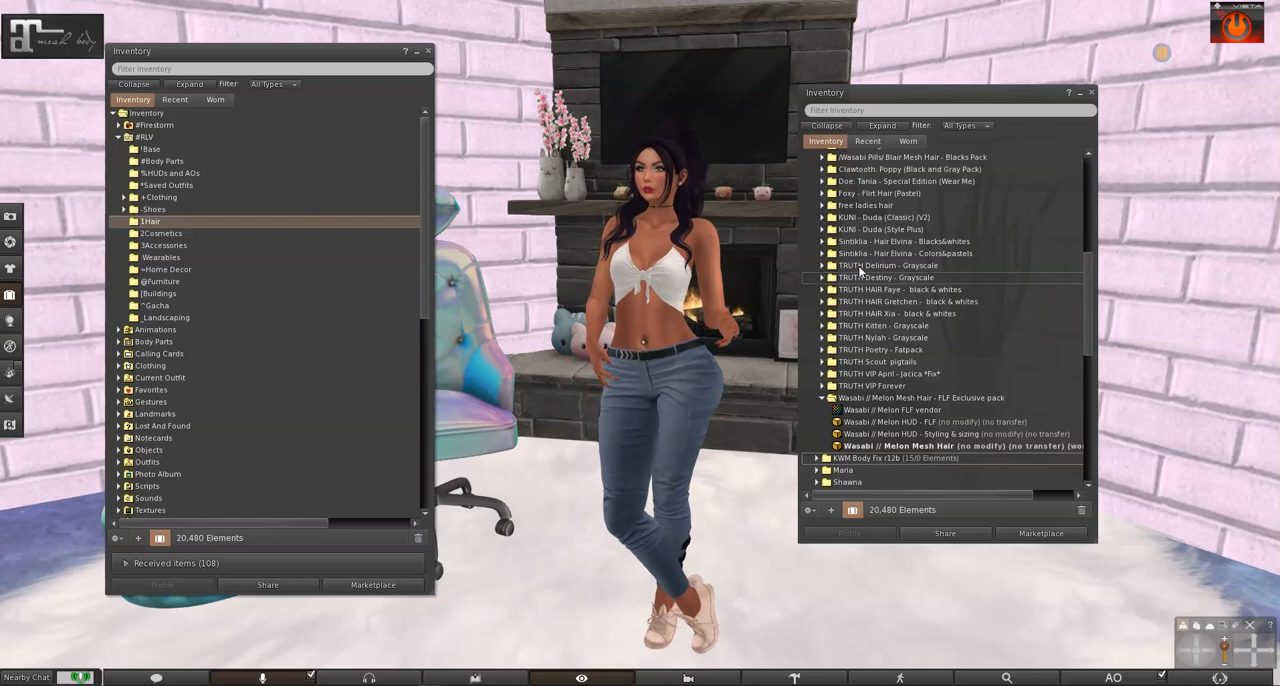 mesh body
VISTA
Inventory
?
Filter Inventory
Collapse Expand Filter: All Types
Inventory Recent Worn
Inventory
#Firestorm
#RLV
!Base
#Body Parts
%HUDs and AOs
*Saved Outfits
+Clothing
-Shoes
1Hair
2Cosmetics
3Accessories
:Wearables
=Home Decor
@Furniture
[Buildings
^Gacha
_Landscaping
Animations
Body Parts
Calling Cards
Clothing
Current Outfit
Favorites
Gestures
Landmarks
Lost And Found
Notecards
Objects
Outfits
Photo Album
Scripts
Sounds
Textures
20,480 Elements
Received items (108)
Profile Share Marketplace
Inventory
?
Filter Inventory
Collapse Expand Filter: All Types
Inventory Recent Worn
/Wasabi Pills/ Blair Mesh Hair - Blacks Pack
Clawtooth: Poppy (Black and Gray Pack)
Doe: Tania - Special Edition (Wear Me)
Foxy - Flirt Hair (Pastel)
free ladies hair
KUNI - Duda (Classic) (V2)
KUNI - Duda (Style Plus)
Sintiklia - Hair Elvina - Blacks&whites
Sintiklia - Hair Elvina - Colors&pastels
TRUTH Delirium - Grayscale
TRUTH Destiny - Grayscale
TRUTH HAIR Faye - black & whites
TRUTH HAIR Gretchen - black & whites
TRUTH HAIR Xia - black & whites
TRUTH Kitten - Grayscale
TRUTH Nylah - Grayscale
TRUTH Poetry - Fatpack
TRUTH Scout. pigtails
TRUTH VIP April - Jacica *Fix*
TRUTH VIP Forever
Wasabi // Melon Mesh Hair - FLF Exclusive pack
Wasabi // Melon FLF vendor
Wasabi // Melon HUD - FLF (no modify) (no transfer)
Wasabi // Melon HUD - Styling & sizing (no modify) (no transfer)
Wasabi // Melon Mesh Hair (no modify) (no transfer) (wo
KWM Body Fix r12b (15/0 Elements)
Maria
Shawna
20,480 Elements
Profile Share Marketplace
?
Nearby Chat
AO